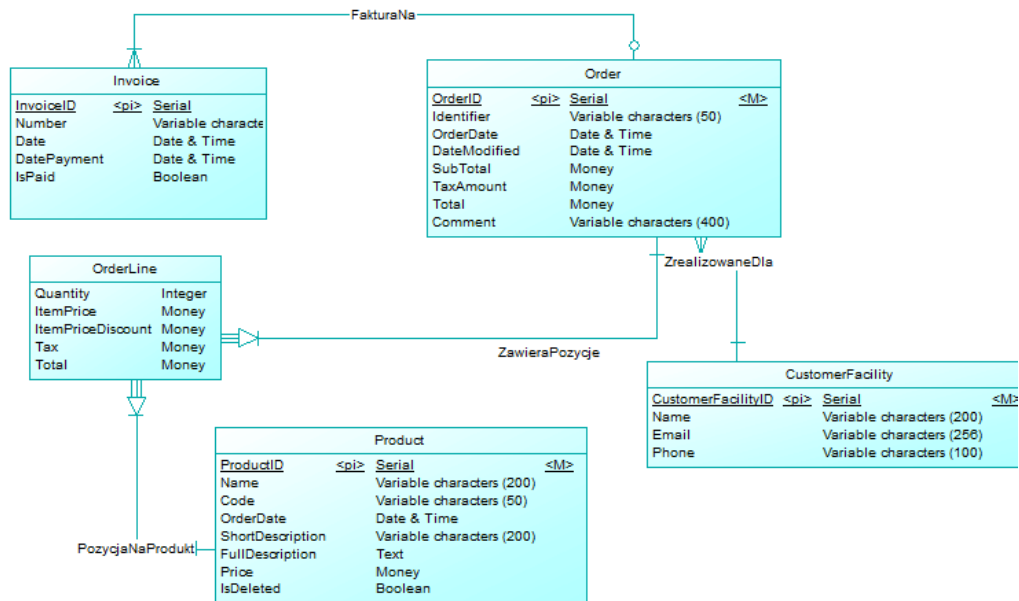 FakturaNa
Invoice
InvoiceID <pi> Serial
Number Variable characte
Date Date & Time
DatePayment Date & Time
IsPaid Boolean
Order
OrderID <pi> Serial <M>
Identifier Variable characters (50)
OrderDate Date & Time
DateModified Date & Time
SubTotal Money
TaxAmount Money
Total Money
Comment Variable characters (400)
ZrealizowaneDla
OrderLine
Quantity Integer
ItemPrice Money
ItemPriceDiscount Money
Tax Money
Total Money
ZawieraPozycje
CustomerFacility
CustomerFacilityID <pi> Serial <M>
Name Variable characters (200)
Email Variable characters (256)
Phone Variable characters (100)
Product
ProductID <pi> Serial <M>
Name Variable characters (200)
Code Variable characters (50)
OrderDate Date & Time
ShortDescription Variable characters (200)
FullDescription Text
Price Money
IsDeleted Boolean
PozycjaNaProdukt